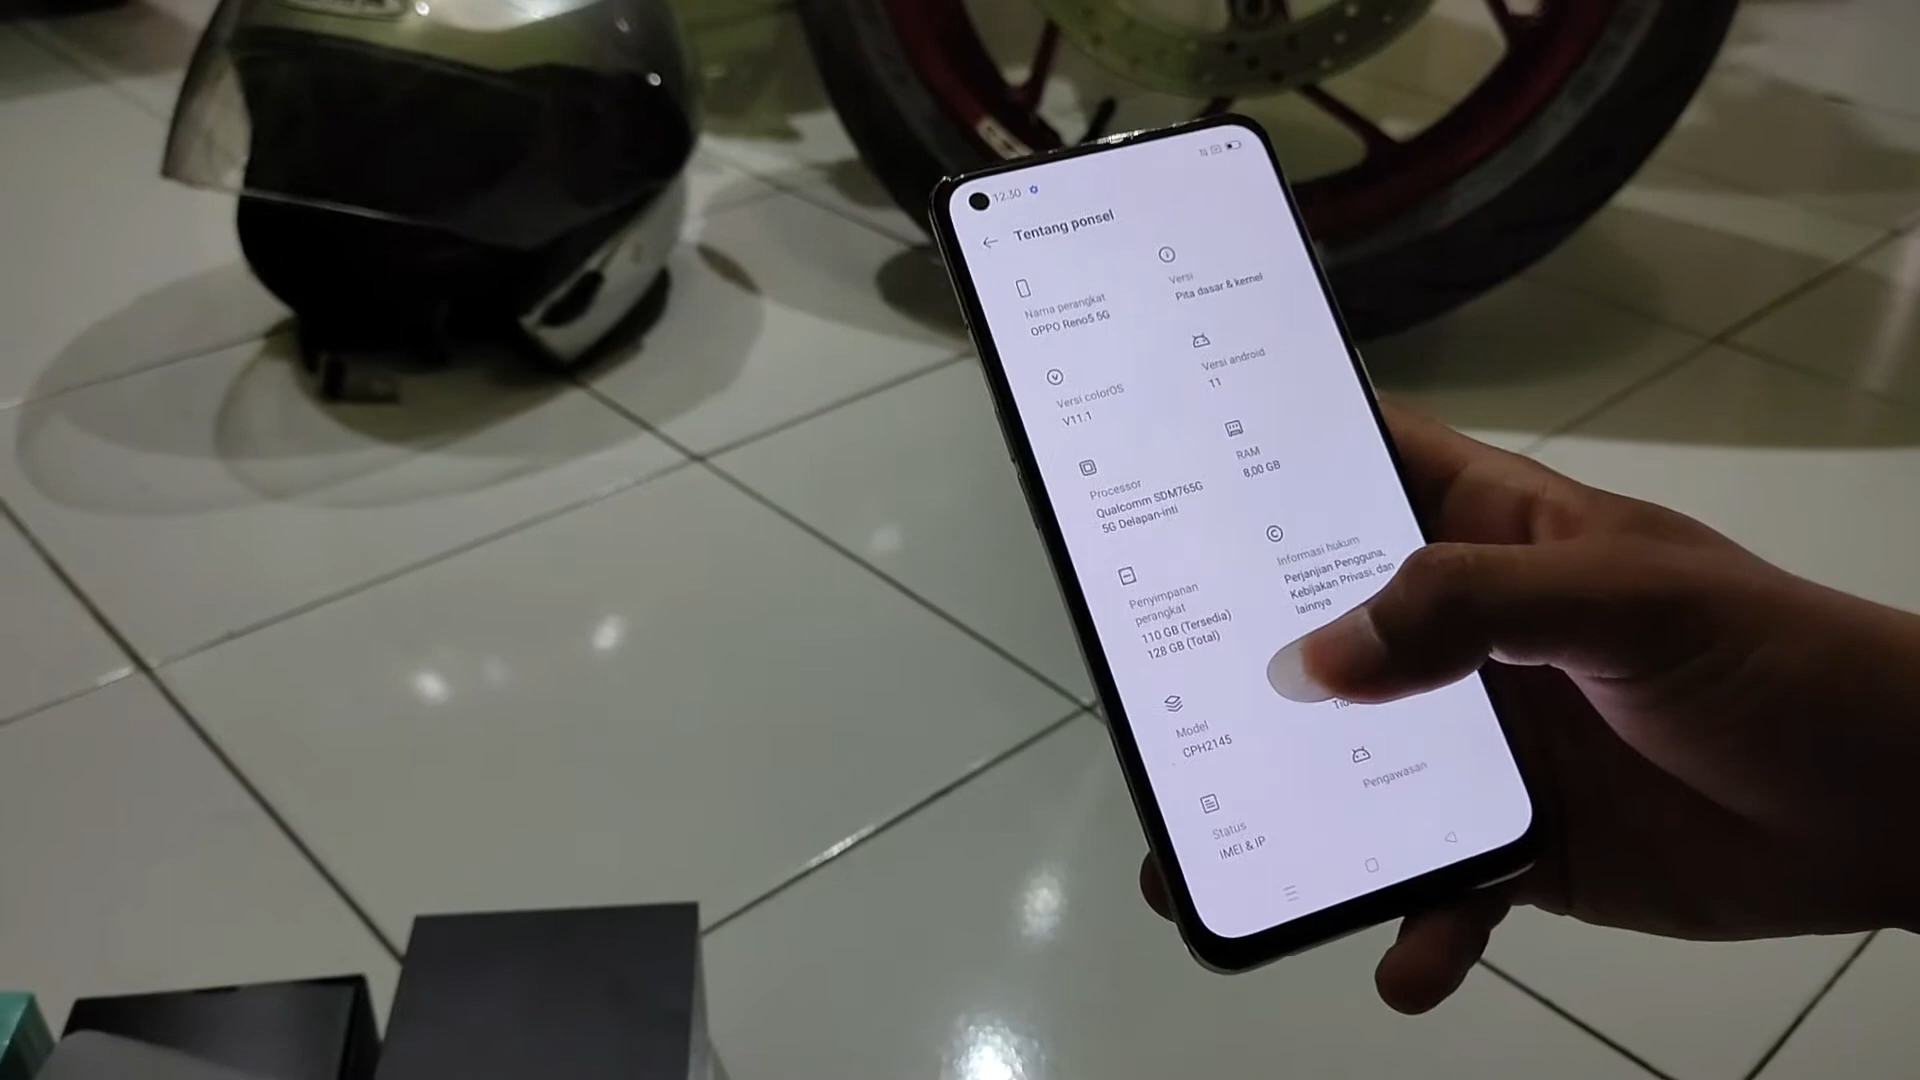 12.30
Tentang ponsel
Nama perangkat
OPPO Reno5 5G
Versi
Pita dasar & kernel
Versi colorOS
V11.1
Versi android
11
Processor
Qualcomm SDM765G
5G Delapan-inti
RAM
8,00 GB
Penyimpanan
perangkat
110 GB (Tersedia)
128 GB (Total)
Informasi hukum
Perjanjian Pengguna,
Kebijakan Privasi, dan
lainnya
Model
CPH2145
Status
IMEI & IP
Pengawasan